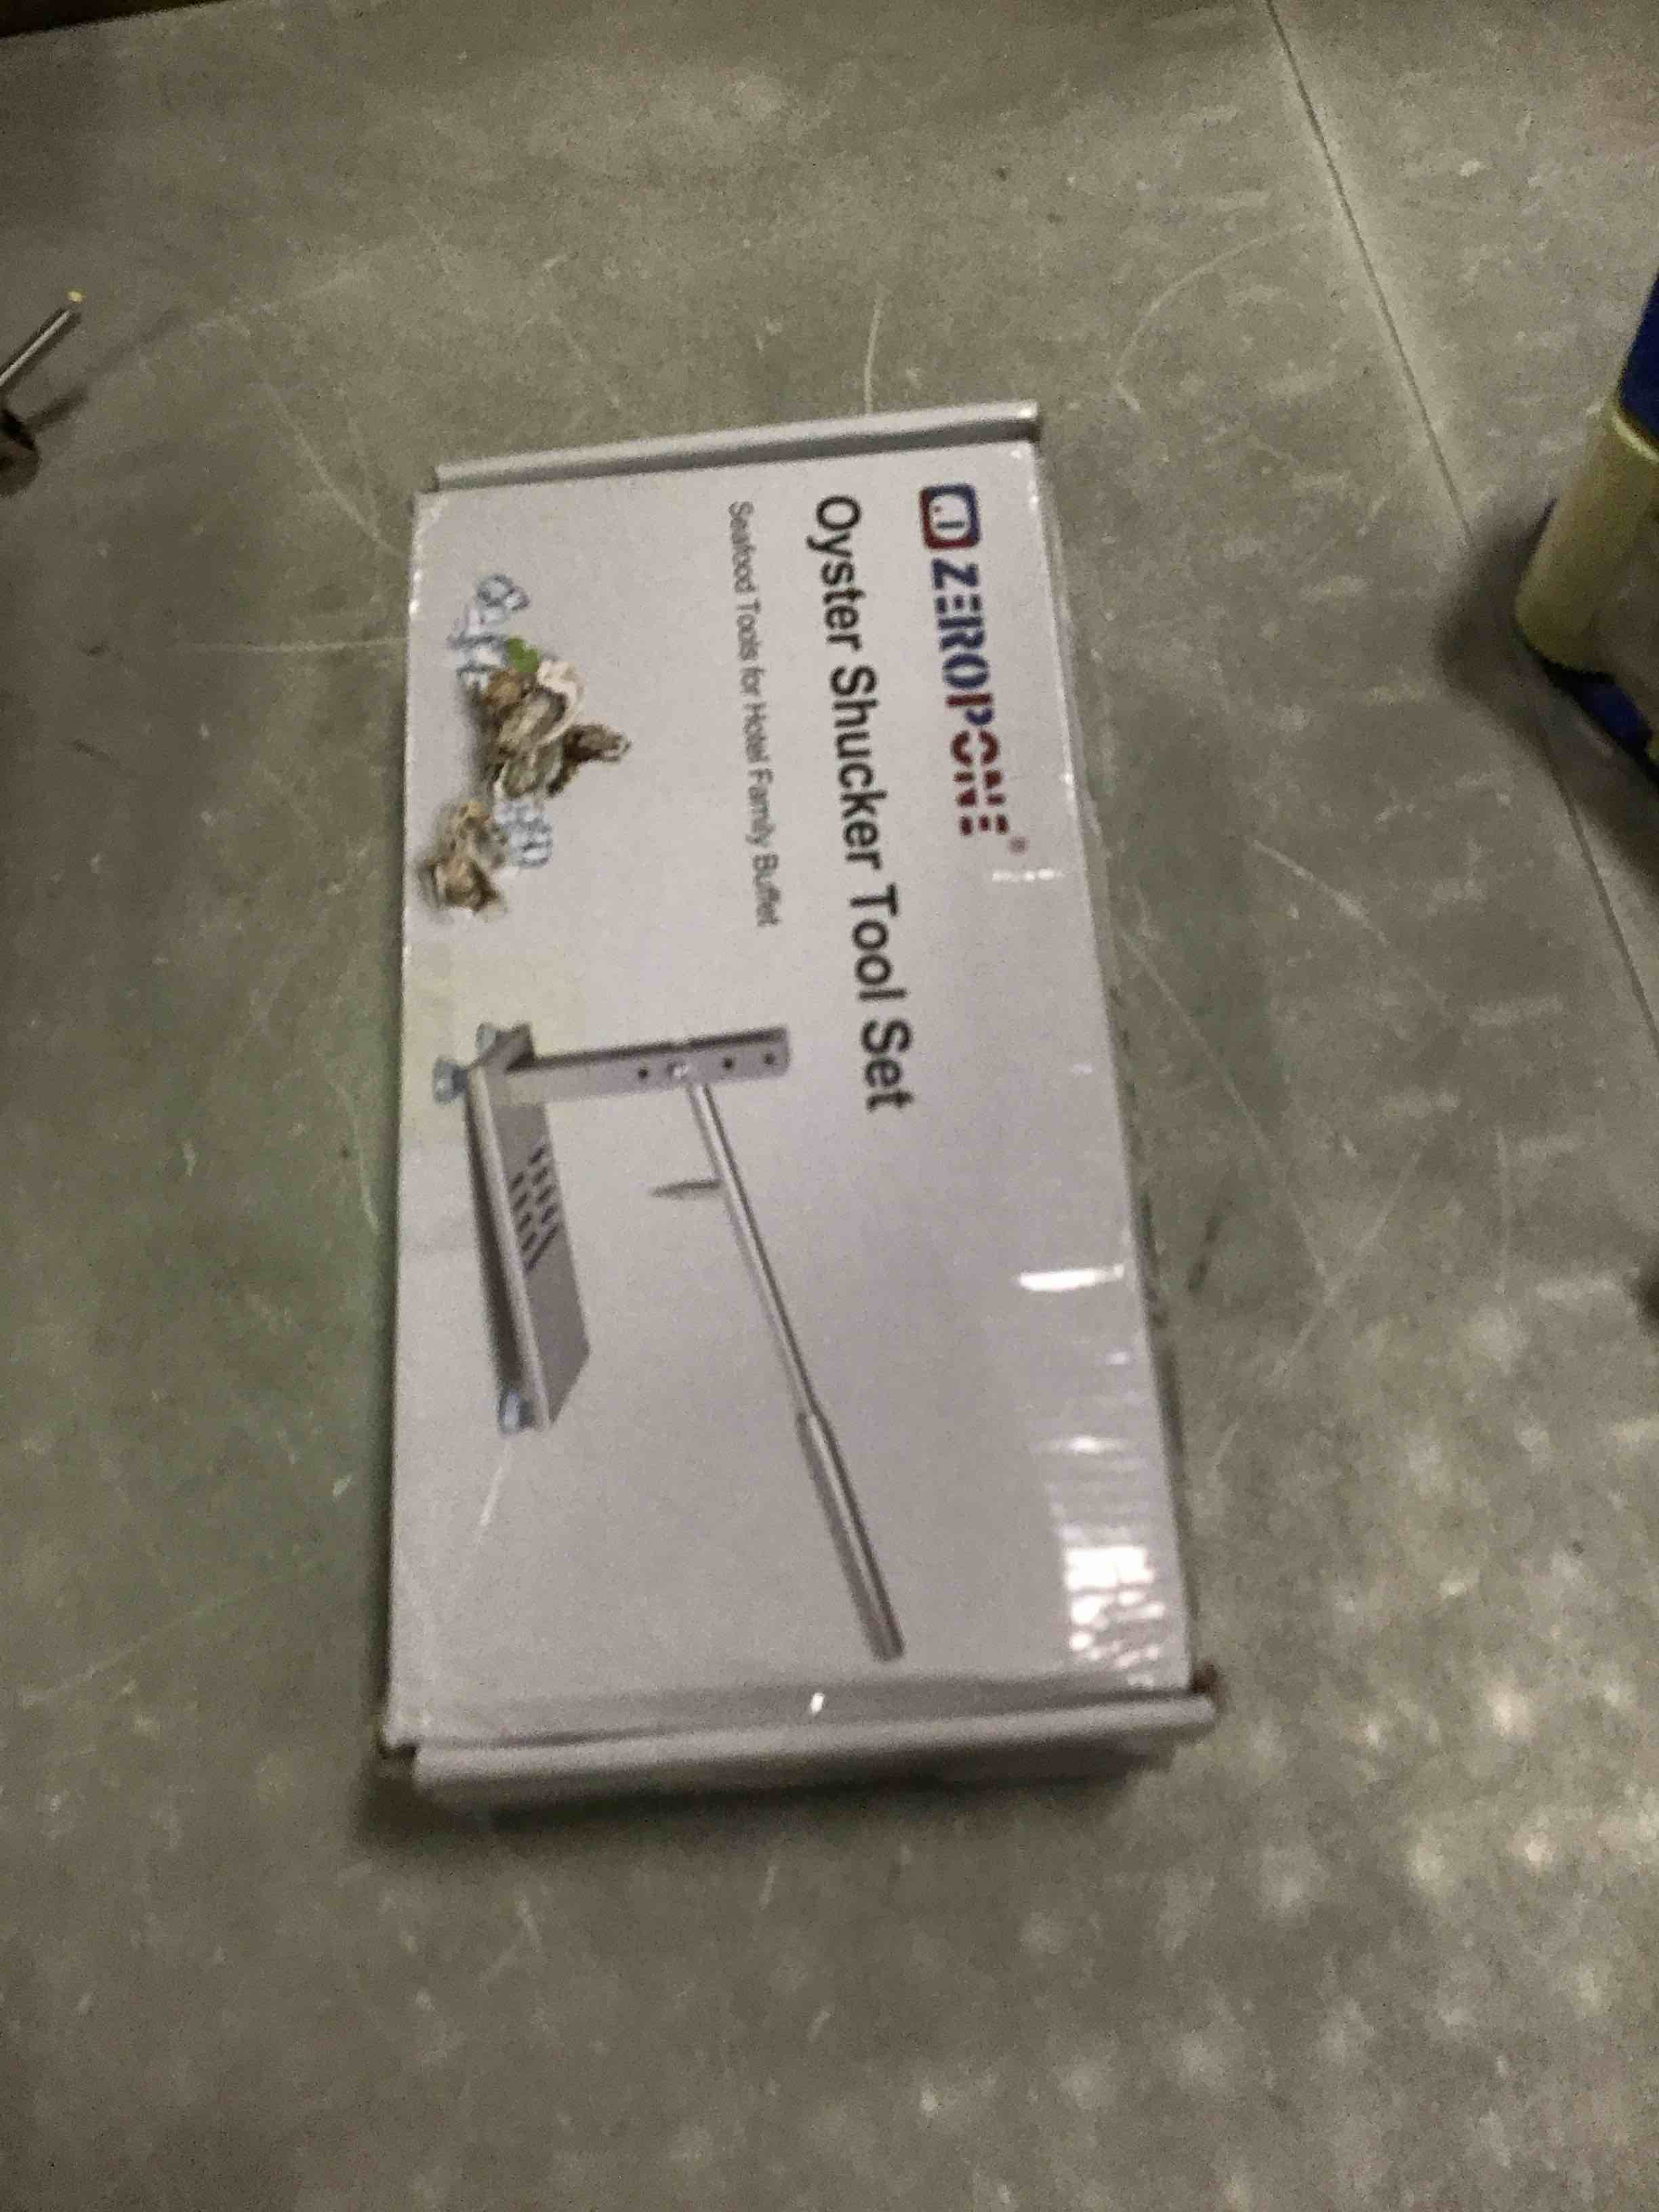 ZEROPONE®
Oyster Shucker Tool Set
Seafood Tools for Hotel Family Buffet